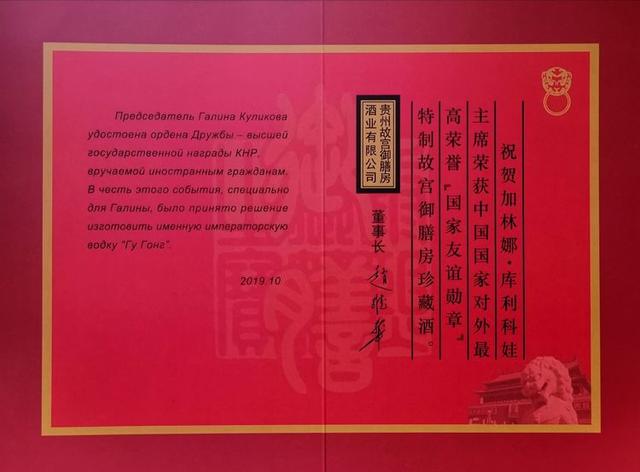 Председатель Галина Куликова
удостоена ордена Дружбы – высшей
государственной награды КНР,
вручаемой иностранным гражданам.
В честь этого события, специально
для Галины, было принято решение
изготовить именную императорскую
водку "Гу Гонг".
2019.10
祝贺加林娜·库利科娃
主席荣获中国国家对外最
高荣誉『国家友谊勋章』
特制故宫御膳房珍藏酒。
贵州故宫御膳房
酒业有限公司
董事长